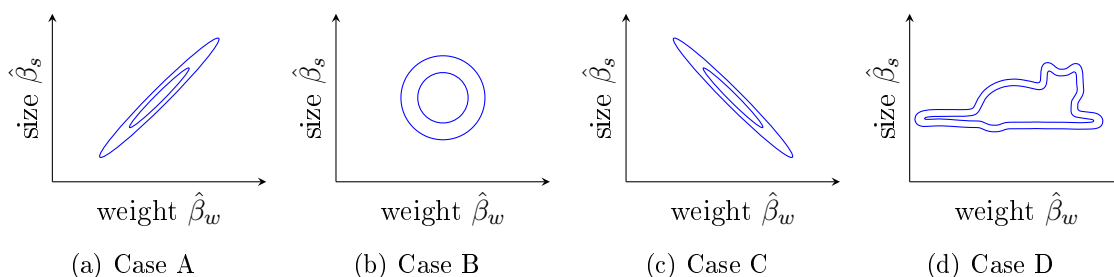 size β̂_s
weight β̂_w
(a) Case A
size β̂_s
weight β̂_w
(b) Case B
size β̂_s
weight β̂_w
(c) Case C
size β̂_s
weight β̂_w
(d) Case D